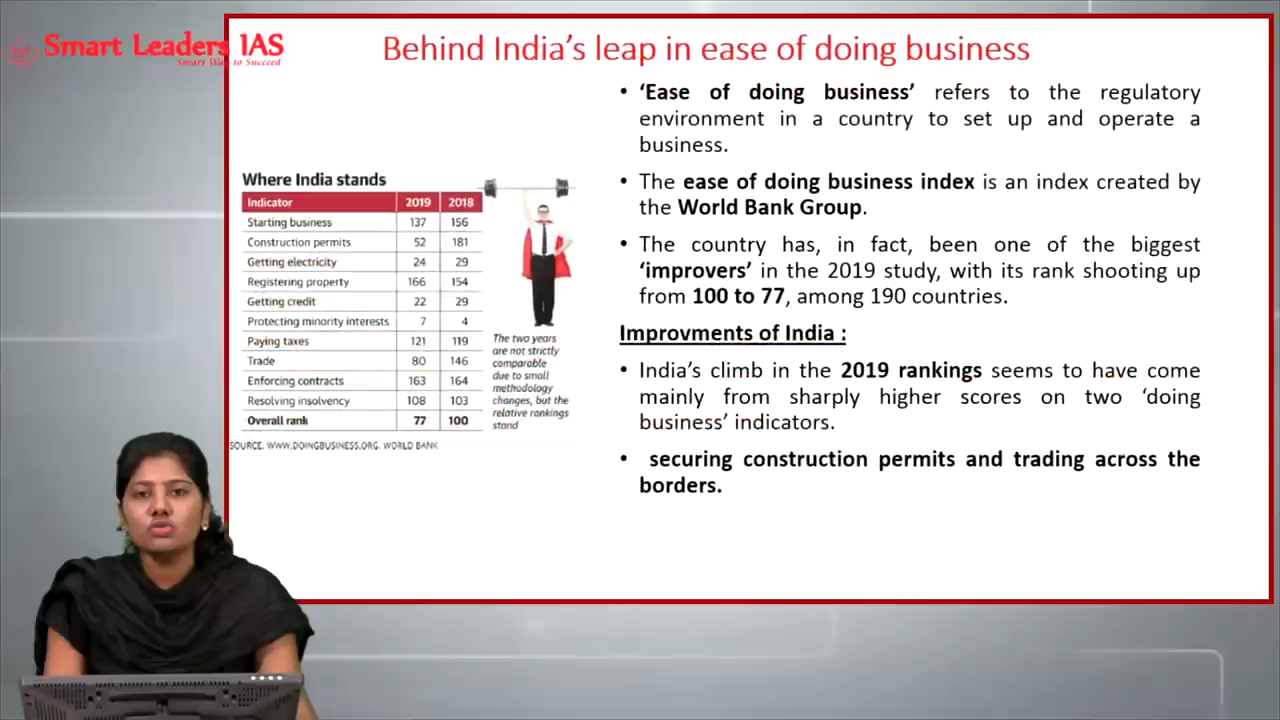 Smart Leaders IAS
Smart Way to Succeed
Behind India’s leap in ease of doing business
Where India stands
Indicator 2019 2018
Starting business 137 156
Construction permits 52 181
Getting electricity 24 29
Registering property 166 154
Getting credit 22 29
Protecting minority interests 7 4
Paying taxes 121 119
Trade 80 146
Enforcing contracts 163 164
Resolving insolvency 108 103
Overall rank 77 100
The two years
are not strictly
comparable
due to small
methodology
changes, but the
relative rankings
stand
SOURCE: WWW.DOINGBUSINESS.ORG. WORLD BANK
• ‘Ease of doing business’ refers to the regulatory
environment in a country to set up and operate a
business.
• The ease of doing business index is an index created by
the World Bank Group.
• The country has, in fact, been one of the biggest
‘improvers’ in the 2019 study, with its rank shooting up
from 100 to 77, among 190 countries.
Improvments of India :
• India’s climb in the 2019 rankings seems to have come
mainly from sharply higher scores on two ‘doing
business’ indicators.
• securing construction permits and trading across the
borders.